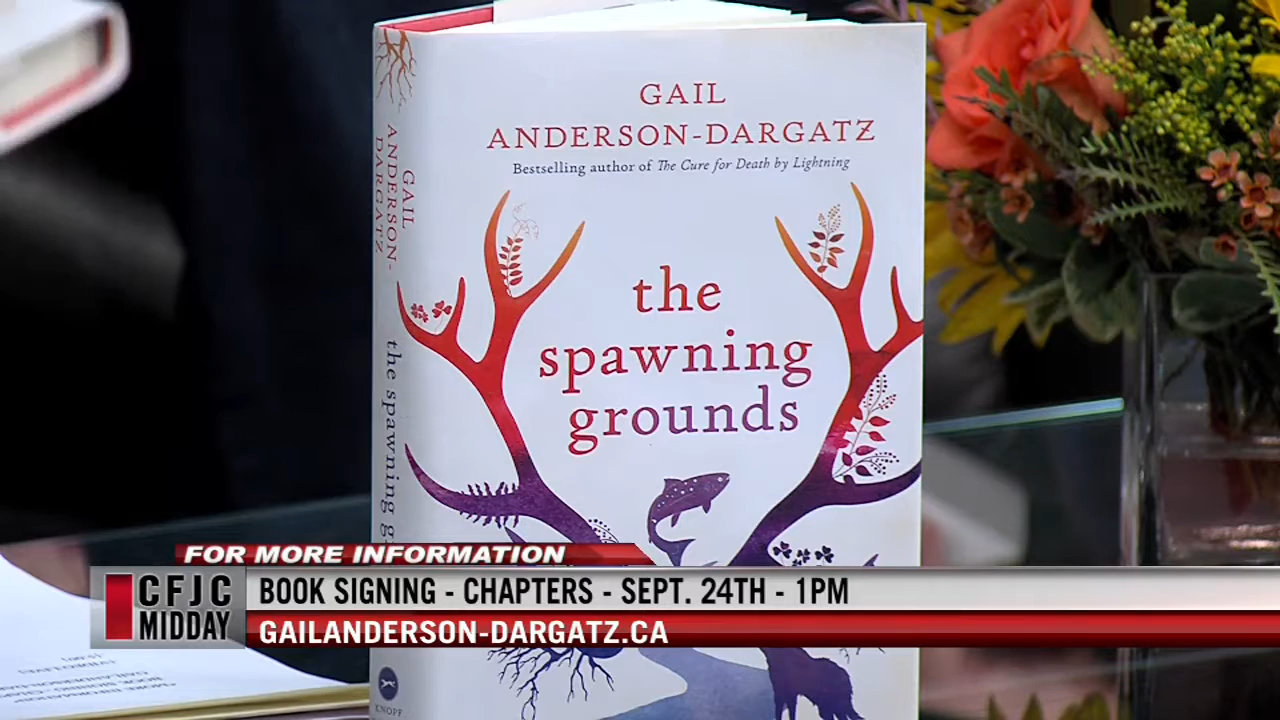 GAIL
ANDERSON-DARGATZ
Bestselling author of The Cure for Death by Lightning
the
spawning
grounds
GAIL
ANDERSON-
DARGATZ
the spawning
KNOPF
FOR MORE INFORMATION
CFJC
MIDDAY
BOOK SIGNING - CHAPTERS - SEPT. 24TH - 1PM
GAILANDERSON-DARGATZ.CA